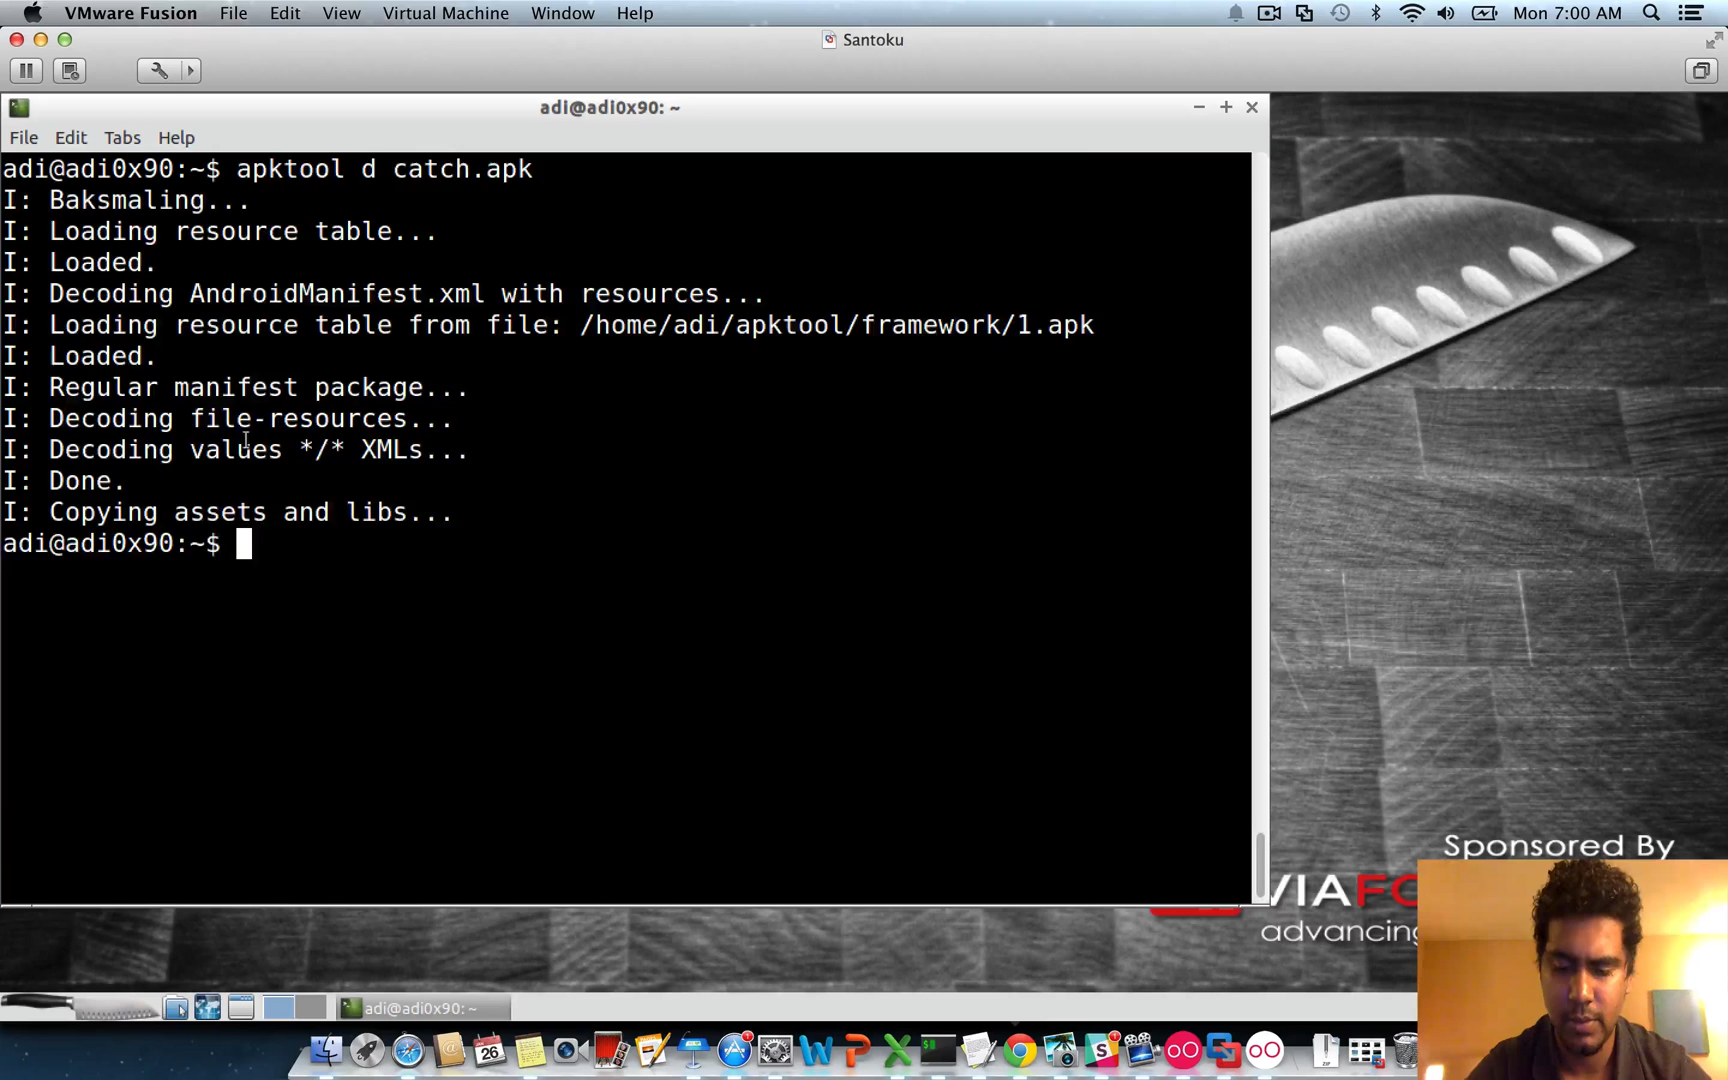 VMware Fusion File Edit View Virtual Machine Window Help Mon 7:00 AM
Santoku
adi@adi0x90: ~
File Edit Tabs Help
adi@adi0x90:~$ apktool d catch.apk
I: Baksmaling...
I: Loading resource table...
I: Loaded.
I: Decoding AndroidManifest.xml with resources...
I: Loading resource table from file: /home/adi/apktool/framework/1.apk
I: Loaded.
I: Regular manifest package...
I: Decoding file-resources...
I: Decoding values */* XMLs...
I: Done.
I: Copying assets and libs...
adi@adi0x90:~$
Sponsored By
VIAFO
advancing
adi@adi0x90: ~
26